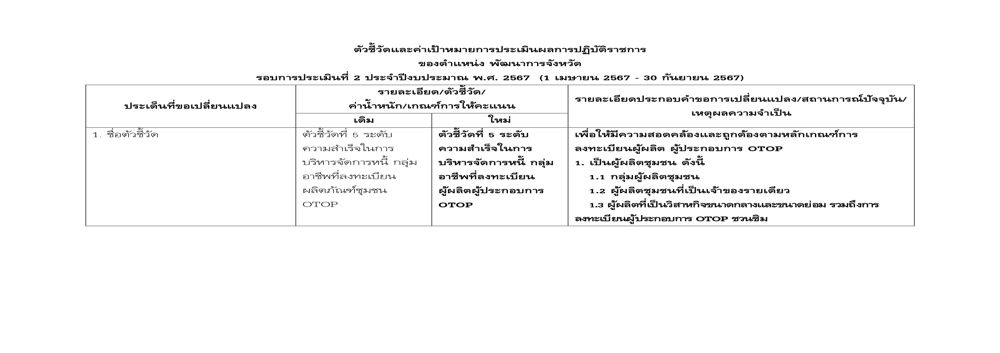 ตัวชี้วัดและค่าเป้าหมายการประเมินผลการปฏิบัติราชการ
ของตำแหน่ง พัฒนาการจังหวัด
รอบการประเมินที่ 2 ประจำปีงบประมาณ พ.ศ. 2567 (1 เมษายน 2567 - 30 กันยายน 2567)
ประเด็นที่ขอเปลี่ยนแปลง
รายละเอียด/ตัวชี้วัด/
ค่าน้ำหนัก/เกณฑ์การให้คะแนน
เดิม
ใหม่
รายละเอียดประกอบคำขอการเปลี่ยนแปลง/สถานการณ์ปัจจุบัน/
เหตุผลความจำเป็น
1. ชื่อตัวชี้วัด
ตัวชี้วัดที่ 5 ระดับ
ความสำเร็จในการ
บริหารจัดการหนี้ กลุ่ม
อาชีพที่ลงทะเบียน
ผลิตภัณฑ์ชุมชน
OTOP
ตัวชี้วัดที่ 5 ระดับ
ความสำเร็จในการ
บริหารจัดการหนี้ กลุ่ม
อาชีพที่ลงทะเบียน
ผู้ผลิตผู้ประกอบการ
OTOP
เพื่อให้มีความสอดคล้องและถูกต้องตามหลักเกณฑ์การ
ลงทะเบียนผู้ผลิต ผู้ประกอบการ OTOP
1. เป็นผู้ผลิตชุมชน ดังนี้
1.1 กลุ่มผู้ผลิตชุมชน
1.2 ผู้ผลิตชุมชนที่เป็นเจ้าของรายเดียว
1.3 ผู้ผลิตที่เป็นวิสาหกิจขนาดกลางและขนาดย่อม รวมถึงการ
ลงทะเบียนผู้ประกอบการ OTOP ชวนชิม